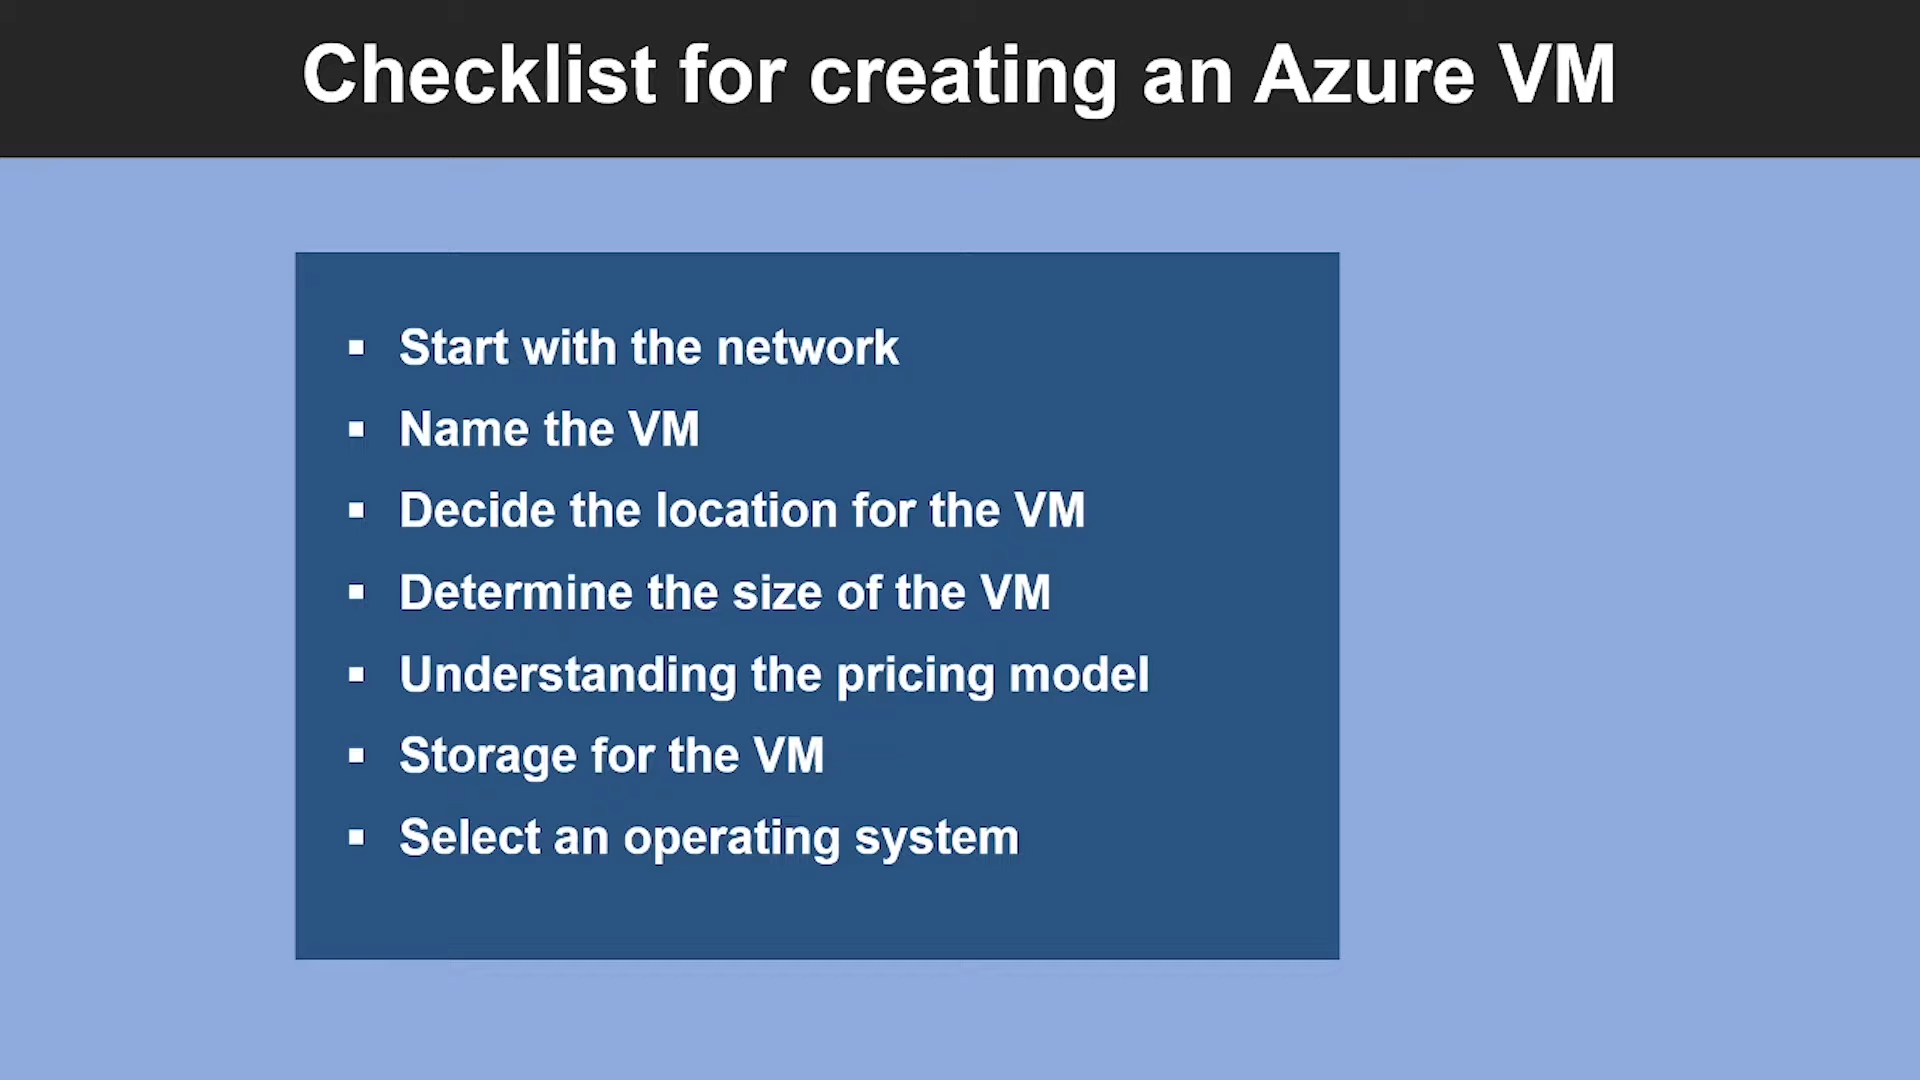 Checklist for creating an Azure VM
▪ Start with the network
▪ Name the VM
▪ Decide the location for the VM
▪ Determine the size of the VM
▪ Understanding the pricing model
▪ Storage for the VM
▪ Select an operating system